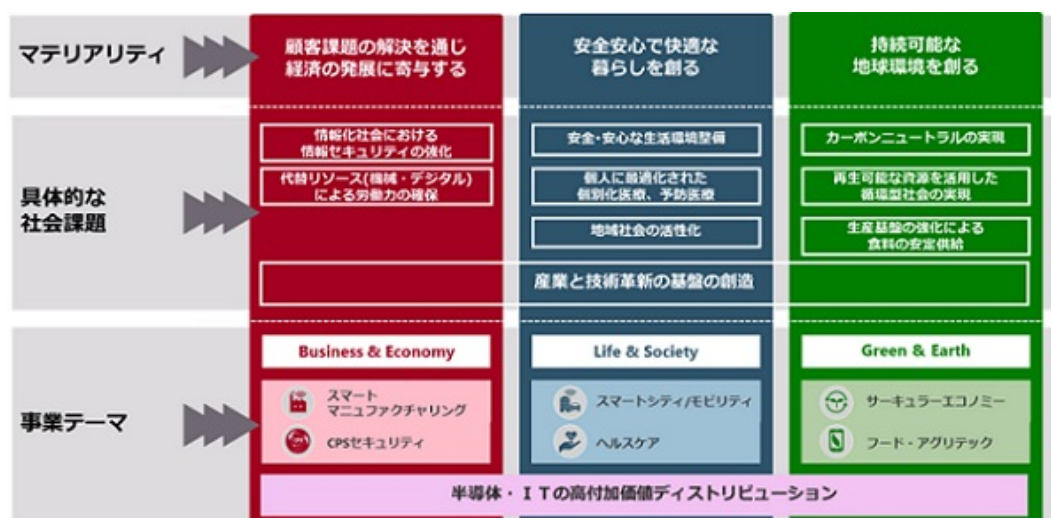 マテリアリティ
顧客課題の解決を通じ
経済の発展に寄与する
安全安心で快適な
暮らしを創る
持続可能な
地球環境を創る
具体的な
社会課題
情報化社会における
情報セキュリティの強化
代替リソース(機械・デジタル)
による労働力の確保
安全・安心な生活環境整備
個人に最適化された
個別化医療、予防医療
地域社会の活性化
カーボンニュートラルの実現
再生可能な資源を活用した
循環型社会の実現
生産基盤の強化による
食料の安定供給
産業と技術革新の基盤の創造
事業テーマ
Business & Economy
スマート
マニュファクチャリング
CPSセキュリティ
Life & Society
スマートシティ/モビリティ
ヘルスケア
Green & Earth
サーキュラーエコノミー
フード・アグリテック
半導体・ITの高付加価値ディストリビューション